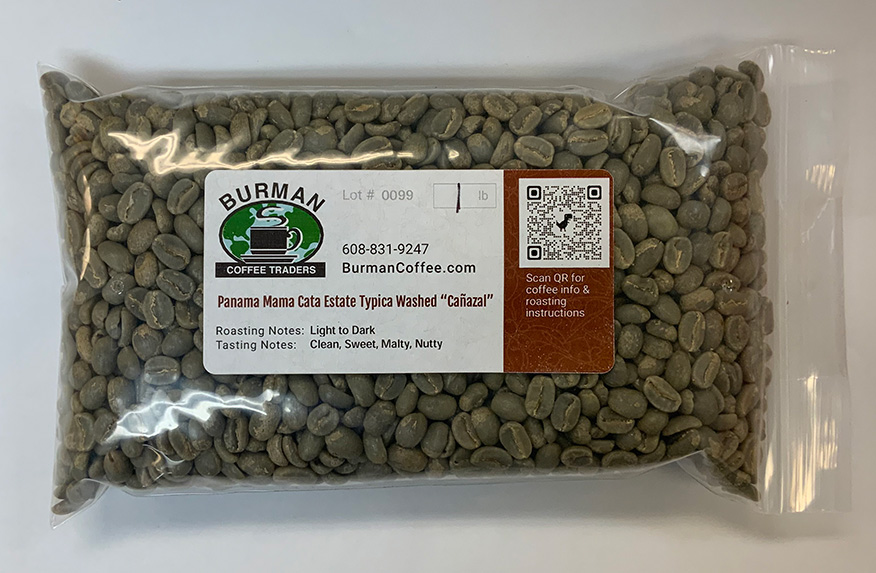 BURMAN
COFFEE TRADERS
Lot # 0099
1 lb
608-831-9247
BurmanCoffee.com
Panama Mama Cata Estate Typica Washed “Cañazal”
Roasting Notes: Light to Dark
Tasting Notes: Clean, Sweet, Malty, Nutty
Scan QR for
coffee info &
roasting
instructions